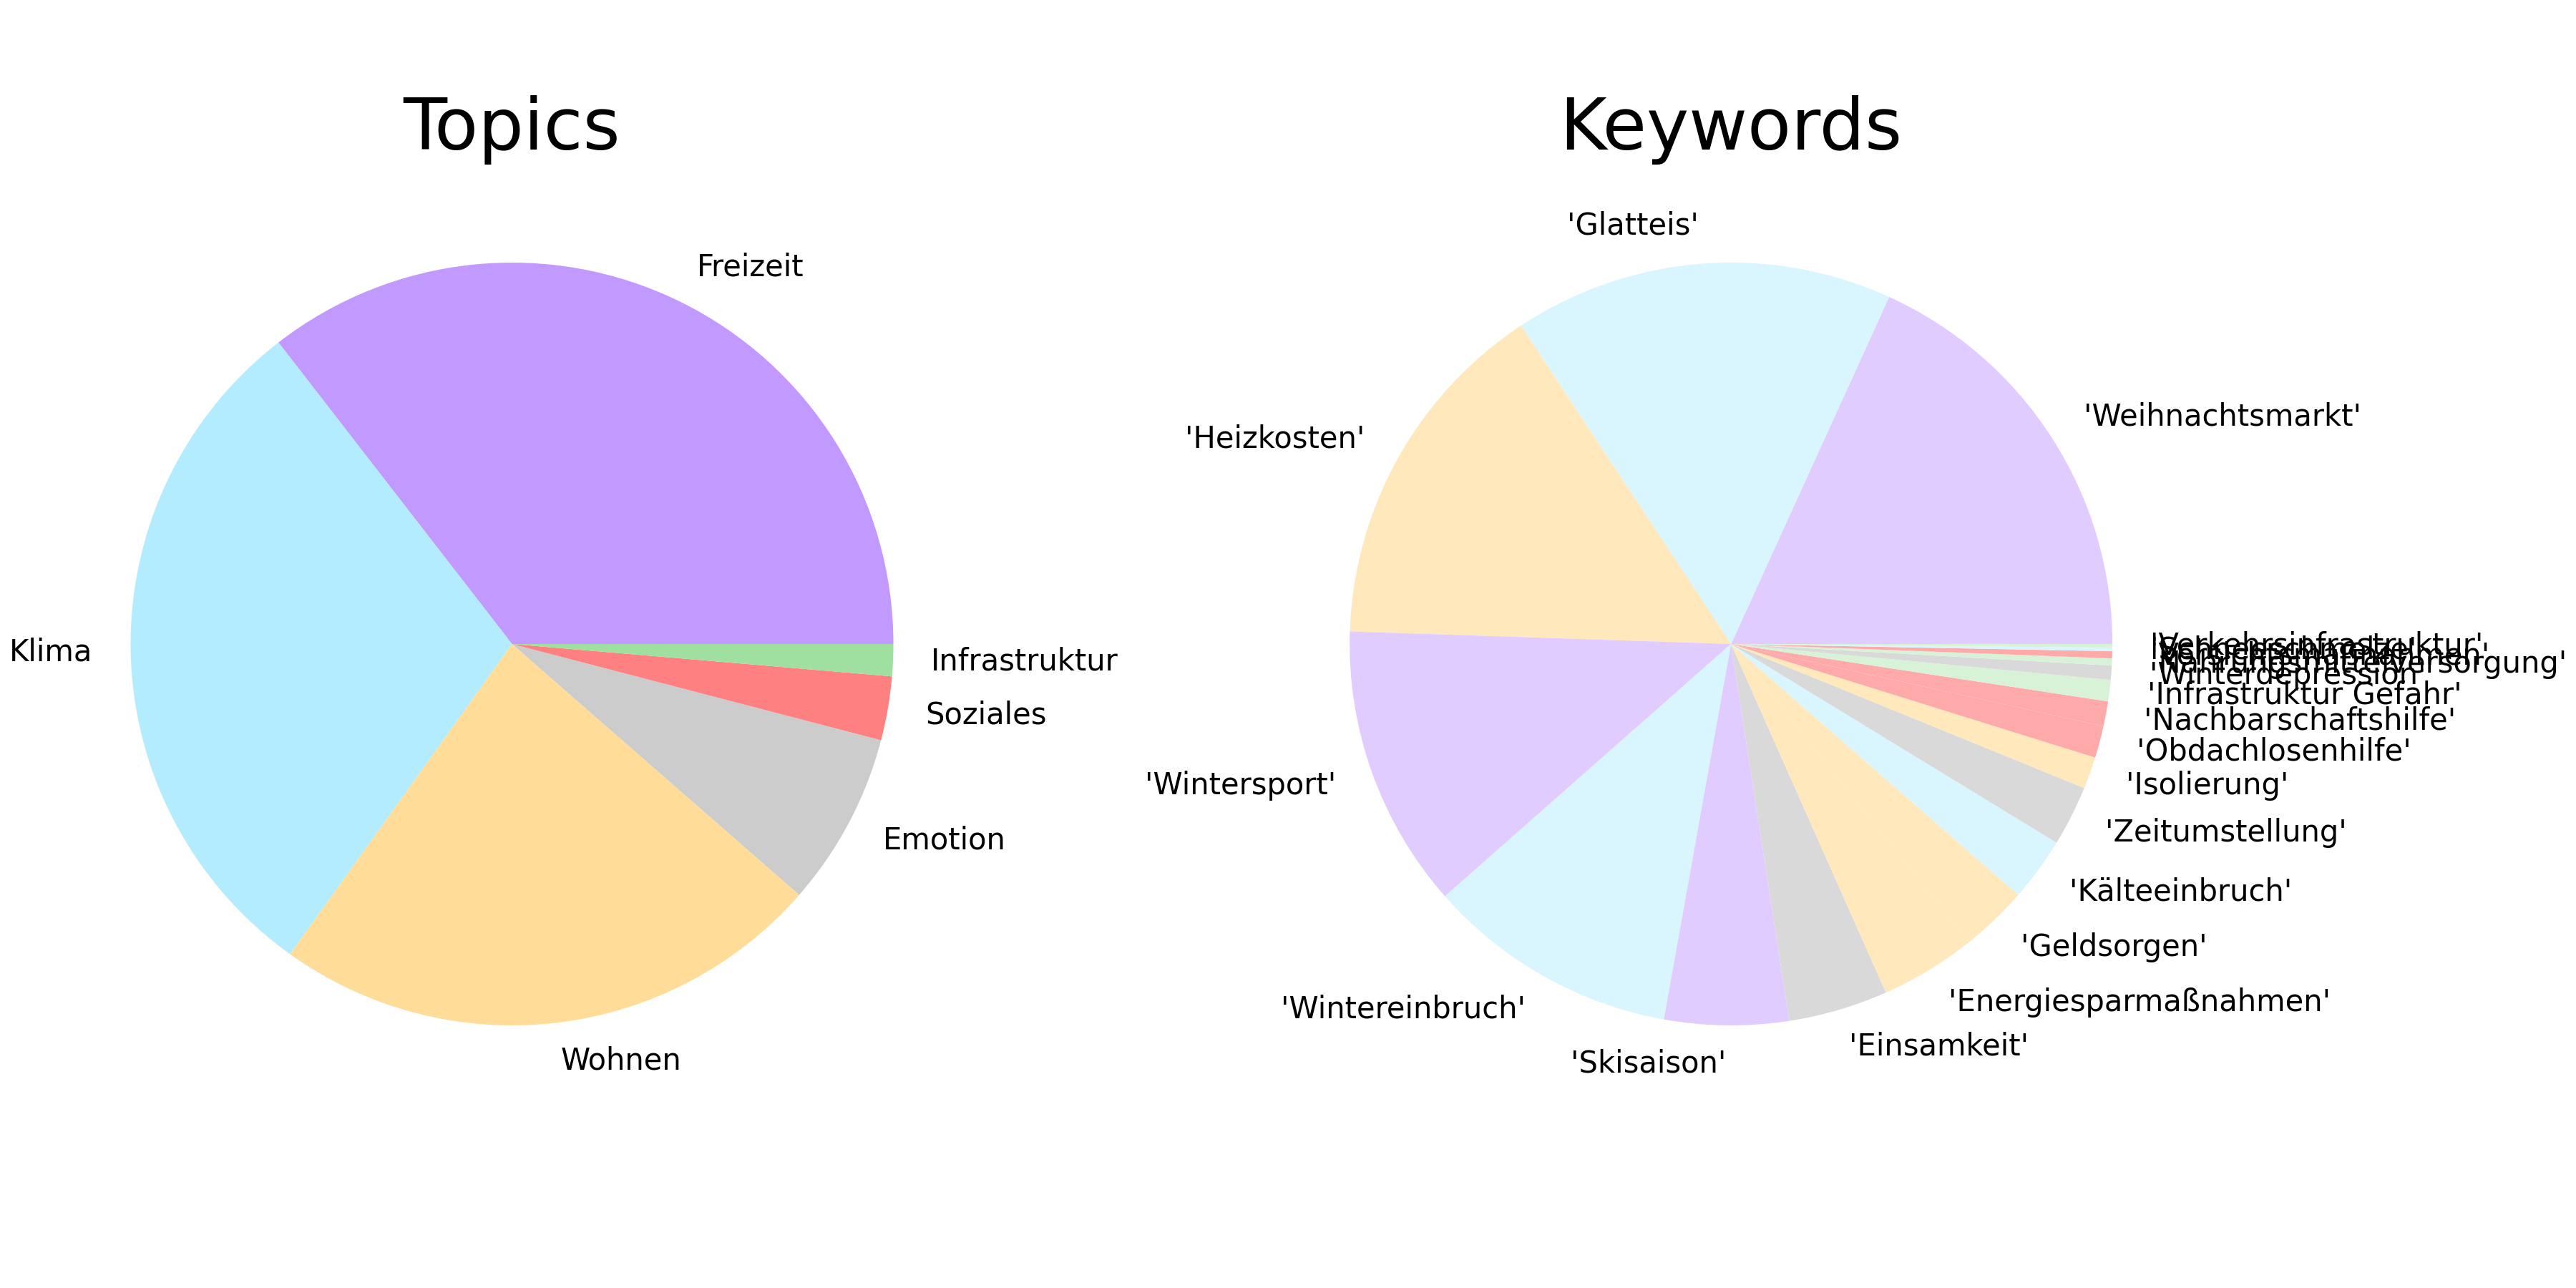 Topics
Freizeit
Klima
Wohnen
Emotion
Soziales
Infrastruktur
Keywords
'Weihnachtsmarkt'
'Glatteis'
'Heizkosten'
'Wintersport'
'Wintereinbruch'
'Skisaison'
'Einsamkeit'
'Energiesparmaßnahmen'
'Geldsorgen'
'Kälteeinbruch'
'Zeitumstellung'
'Isolierung'
'Obdachlosenhilfe'
'Nachbarschaftshilfe'
'Infrastruktur Gefahr'
'Winterdepression'
'Verkehrsinfrastruktur'